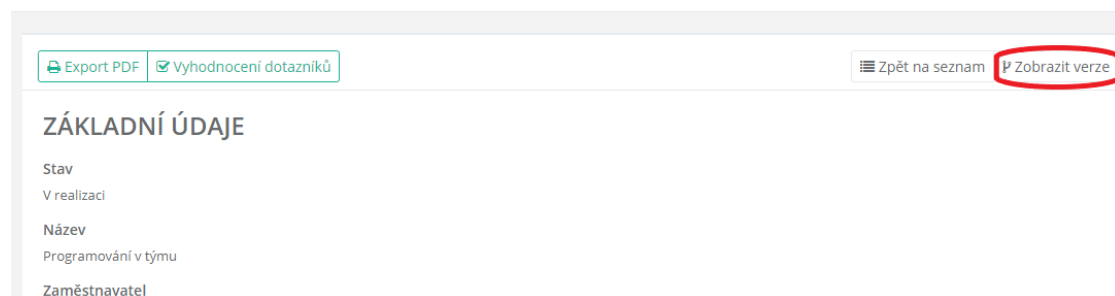 Export PDF Vyhodnocení dotazníků Zpět na seznam Zobrazit verze
ZÁKLADNÍ ÚDAJE
Stav
V realizaci
Název
Programování v týmu
Zaměstnavatel